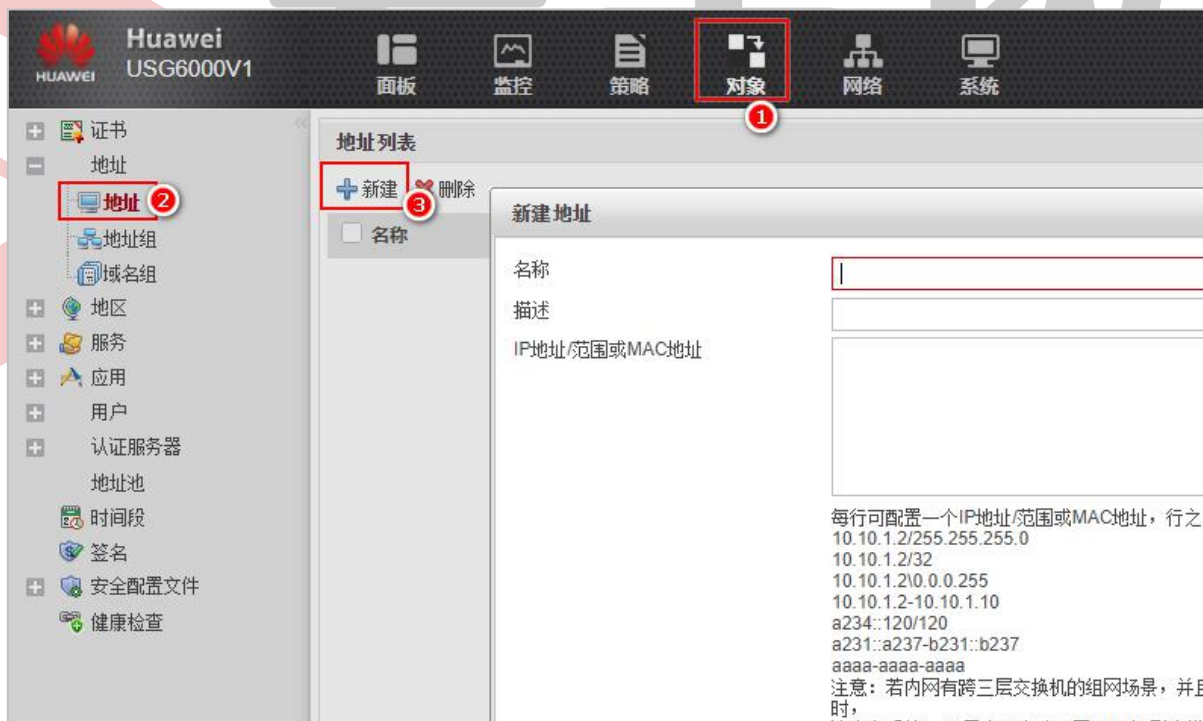 HUAWEI
Huawei
USG6000V1
面板
监控
策略
对象
网络
系统
1
证书
地址
地址 2
地址组
域名组
地区
服务
应用
用户
认证服务器
地址池
时间段
签名
安全配置文件
健康检查
地址列表
新建 删除
3
名称
新建地址
名称
描述
IP地址/范围或MAC地址
每行可配置一个IP地址/范围或MAC地址，行之
10.10.1.2/255.255.255.0
10.10.1.2/32
10.10.1.2\0.0.0.255
10.10.1.2-10.10.1.10
a234::120/120
a231::a237-b231::b237
aaaa-aaaa-aaaa
注意：若内网有跨三层交换机的组网场景，并且
时，